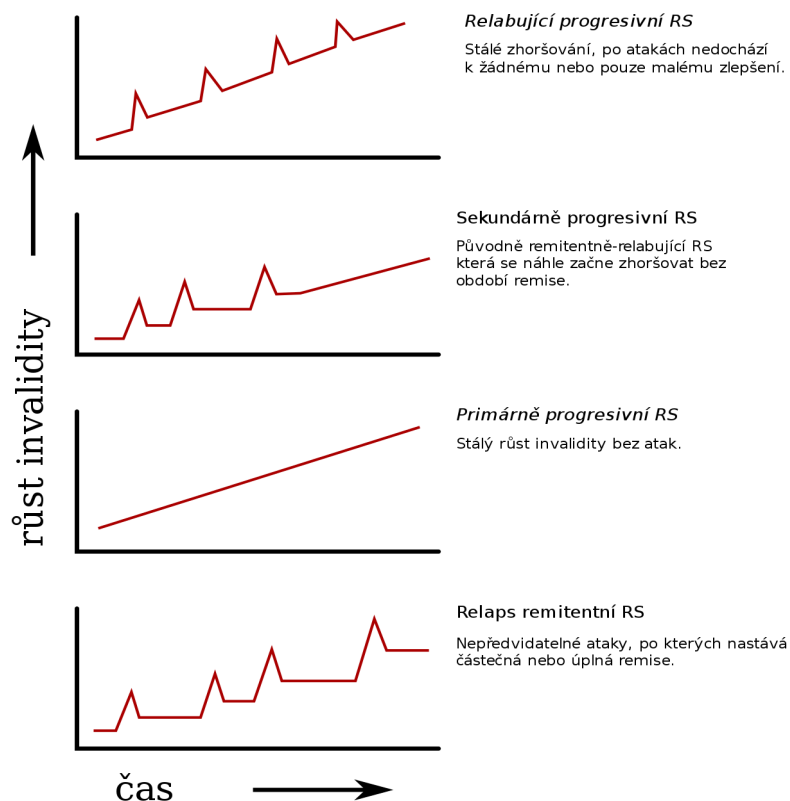 Relabující progresivní RS
Stálé zhoršování, po atakách nedochází
k žádnému nebo pouze malému zlepšení.
Sekundárně progresivní RS
Původně remitentně-relabující RS
která se náhle začne zhoršovat bez
období remise.
růst invalidity
Primárně progresivní RS
Stálý růst invalidity bez atak.
Relaps remitentní RS
Nepředvidatelné ataky, po kterých nastává
částečná nebo úplná remise.
čas